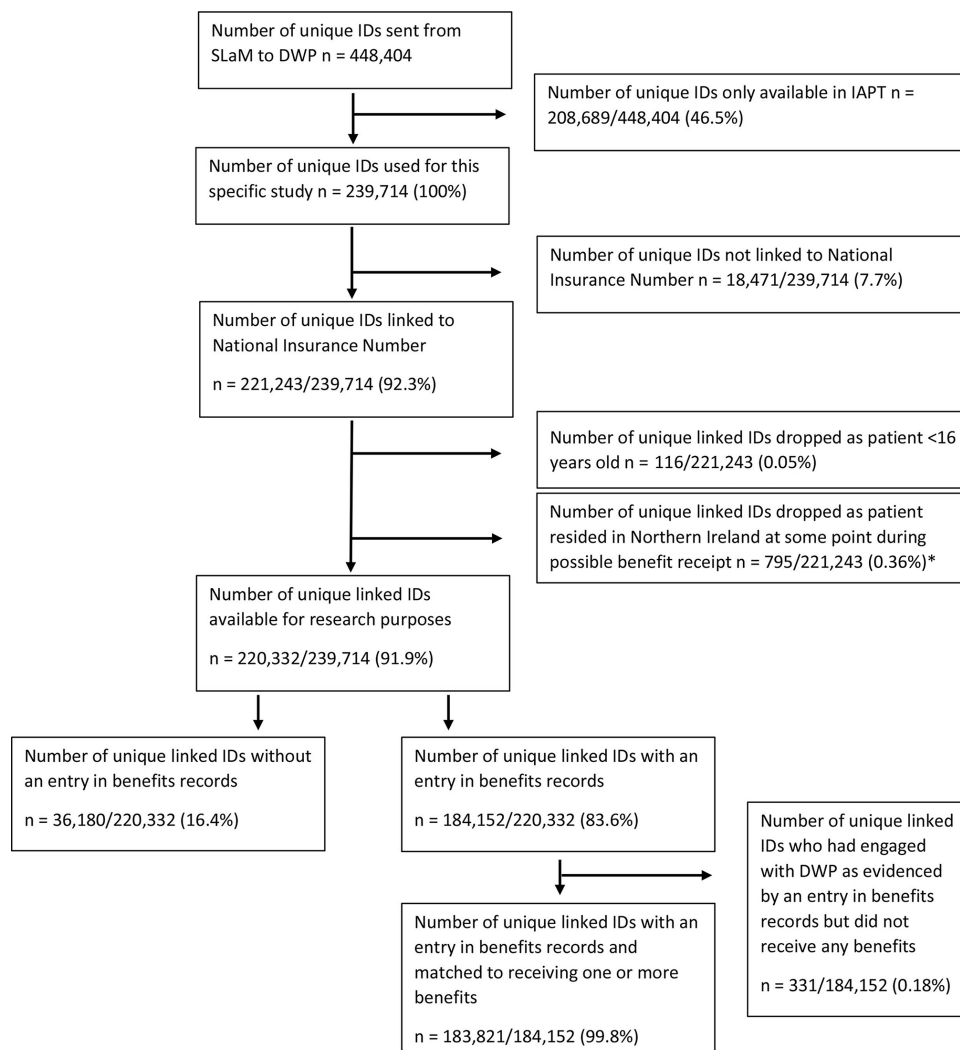 Number of unique IDs sent from
SLaM to DWP n = 448,404
Number of unique IDs only available in IAPT n =
208,689/448,404 (46.5%)
Number of unique IDs used for this
specific study n = 239,714 (100%)
Number of unique IDs not linked to National
Insurance Number n = 18,471/239,714 (7.7%)
Number of unique IDs linked to
National Insurance Number
n = 221,243/239,714 (92.3%)
Number of unique linked IDs dropped as patient <16
years old n = 116/221,243 (0.05%)
Number of unique linked IDs dropped as patient
resided in Northern Ireland at some point during
possible benefit receipt n = 795/221,243 (0.36%)*
Number of unique linked IDs
available for research purposes
n = 220,332/239,714 (91.9%)
Number of unique linked IDs without
an entry in benefits records
n = 36,180/220,332 (16.4%)
Number of unique linked IDs with an
entry in benefits records
n = 184,152/220,332 (83.6%)
Number of unique linked
IDs who had engaged
with DWP as evidenced
by an entry in benefits
records but did not
receive any benefits
n = 331/184,152 (0.18%)
Number of unique linked IDs with an
entry in benefits records and
matched to receiving one or more
benefits
n = 183,821/184,152 (99.8%)